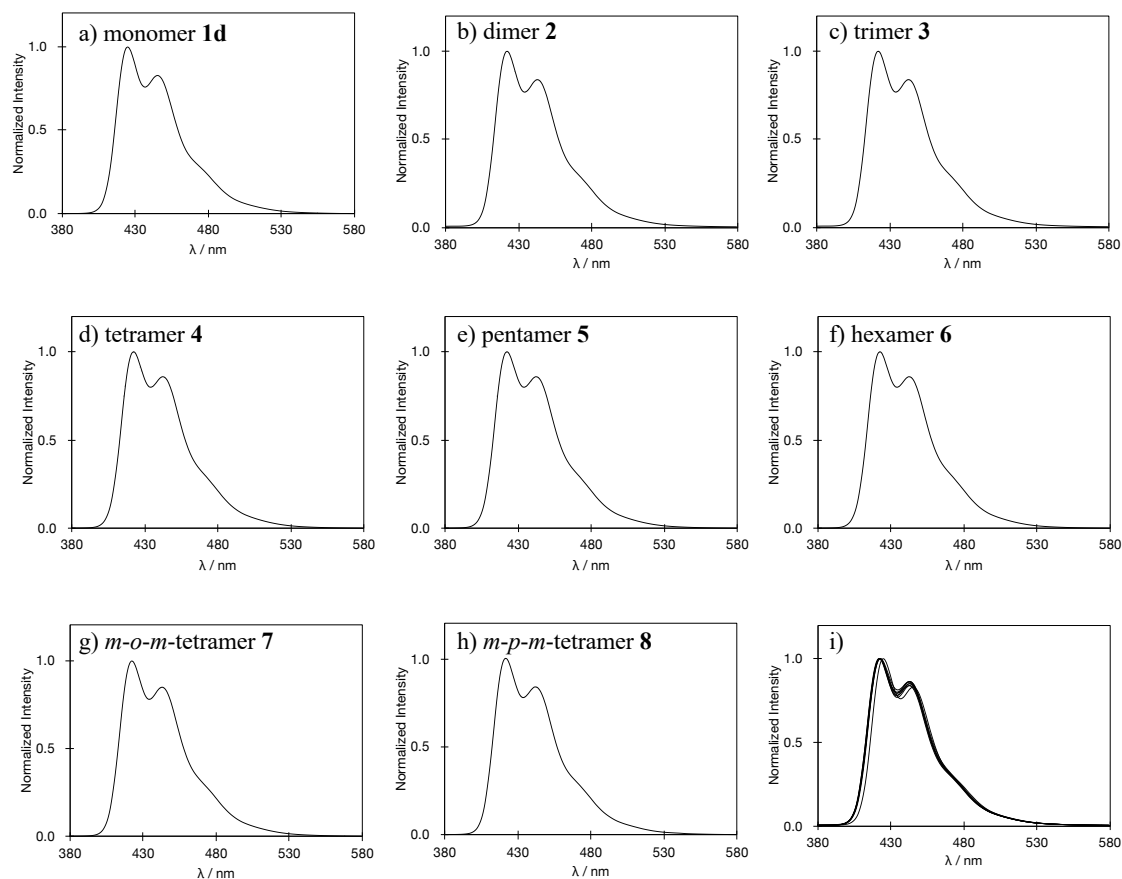 a) monomer 1d
Normalized Intensity
1.0
0.5
0.0
380 430 480 530 580
λ / nm
b) dimer 2
Normalized Intensity
1.0
0.5
0.0
380 430 480 530 580
λ / nm
c) trimer 3
Normalized Intensity
1.0
0.5
0.0
380 430 480 530 580
λ / nm
d) tetramer 4
Normalized Intensity
1.0
0.5
0.0
380 430 480 530 580
λ / nm
e) pentamer 5
Normalized Intensity
1.0
0.5
0.0
380 430 480 530 580
λ / nm
f) hexamer 6
Normalized Intensity
1.0
0.5
0.0
380 430 480 530 580
λ / nm
g) m-o-m-tetramer 7
Normalized Intensity
1.0
0.5
0.0
380 430 480 530 580
λ / nm
h) m-p-m-tetramer 8
Normalized Intensity
1.0
0.5
0.0
380 430 480 530 580
λ / nm
i)
Normalized Intensity
1.0
0.5
0.0
380 430 480 530 580
λ / nm